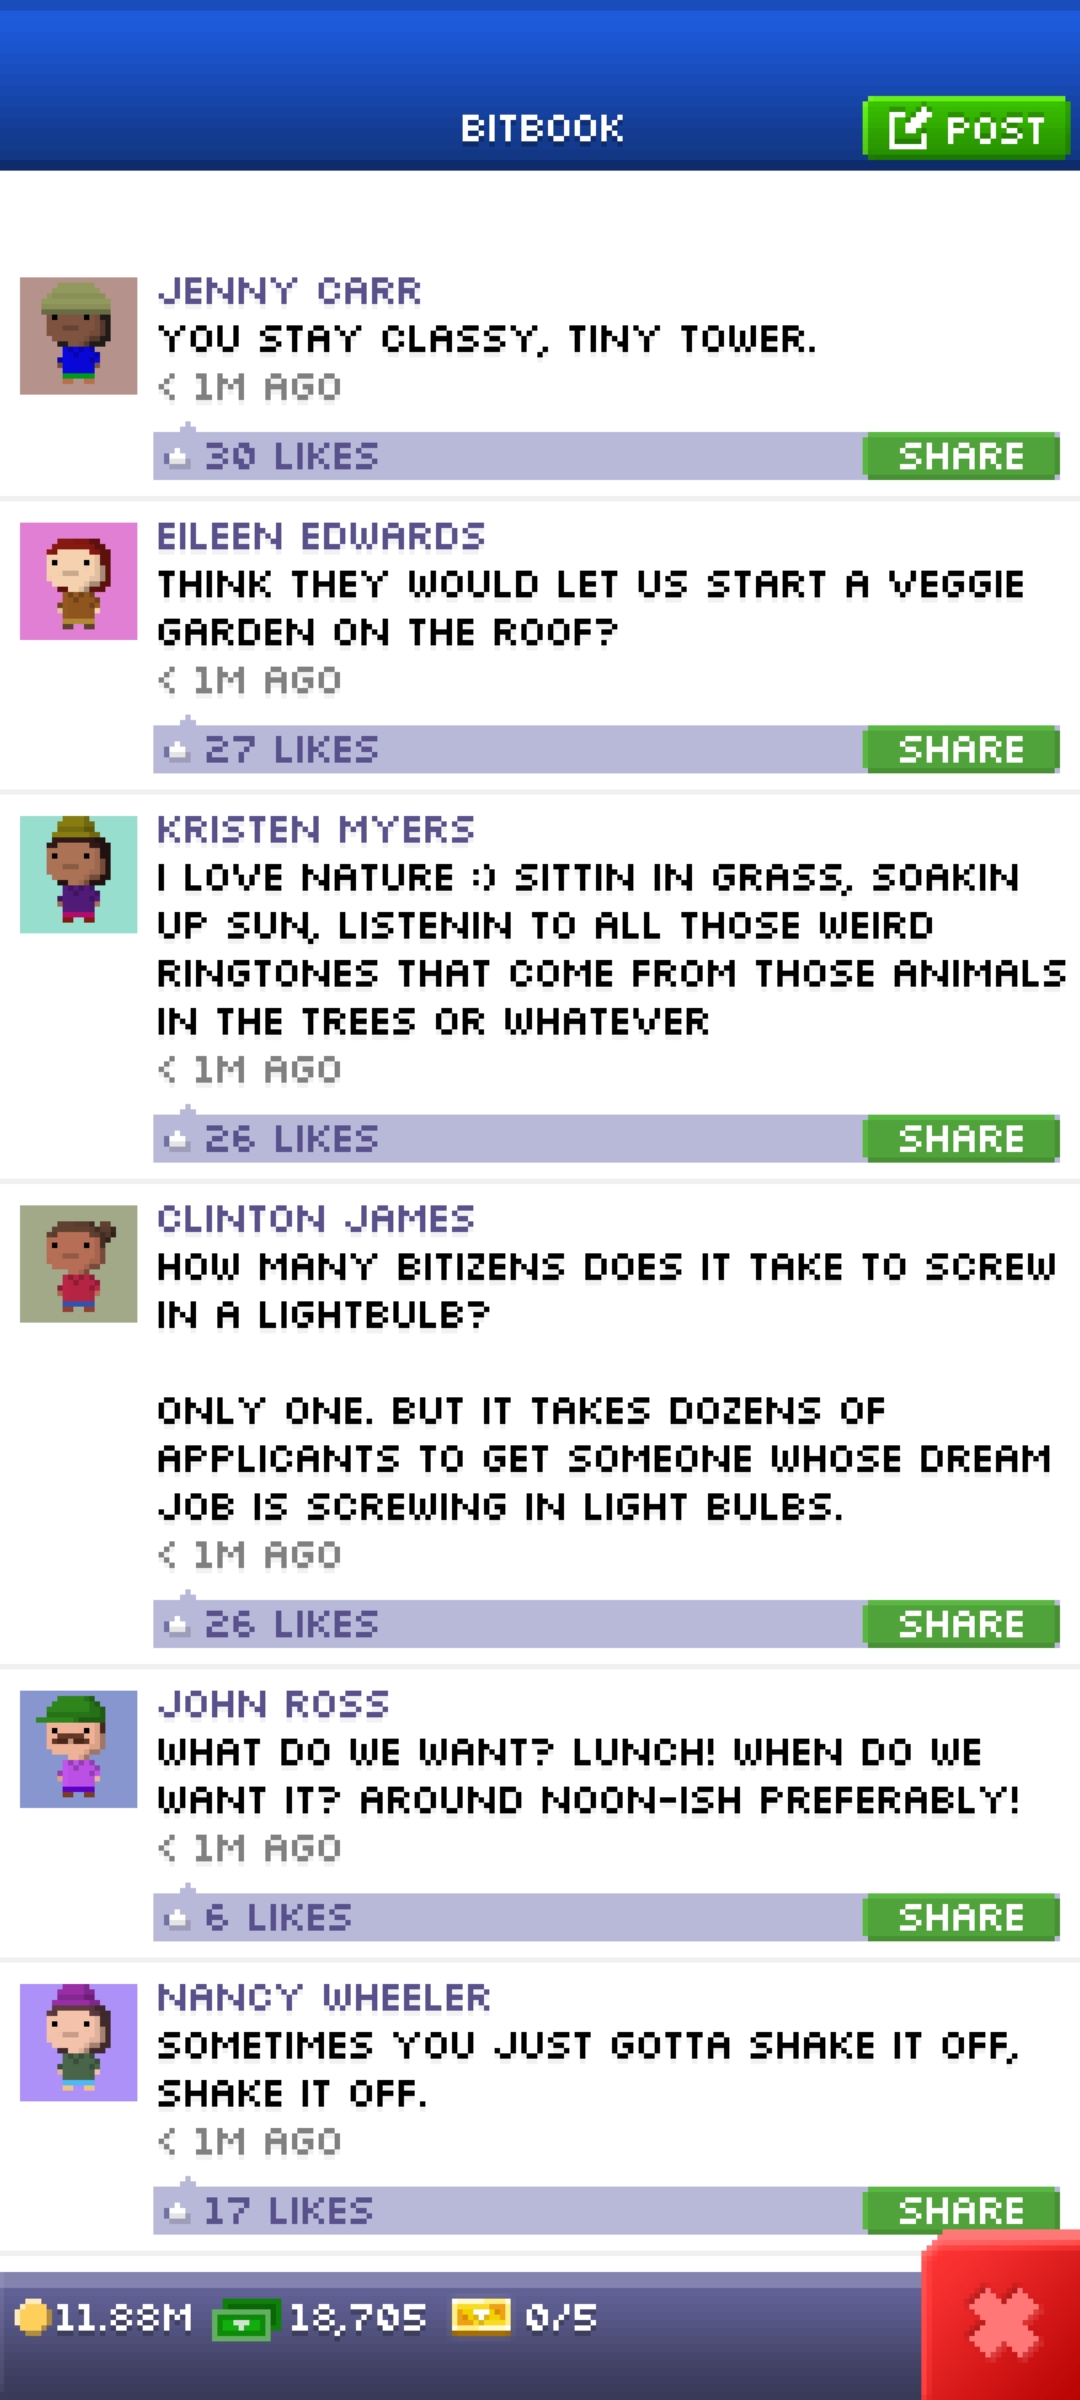 BITBOOK
POST
JENNY CARR
YOU STAY CLASSY, TINY TOWER.
< 1M AGO
30 LIKES
SHARE
EILEEN EDWARDS
THINK THEY WOULD LET US START A VEGGIE
GARDEN ON THE ROOF?
< 1M AGO
27 LIKES
SHARE
KRISTEN MYERS
I LOVE NATURE :) SITTIN IN GRASS, SOAKIN
UP SUN, LISTENIN TO ALL THOSE WEIRD
RINGTONES THAT COME FROM THOSE ANIMALS
IN THE TREES OR WHATEVER
< 1M AGO
26 LIKES
SHARE
CLINTON JAMES
HOW MANY BITIZENS DOES IT TAKE TO SCREW
IN A LIGHTBULB?
ONLY ONE. BUT IT TAKES DOZENS OF
APPLICANTS TO GET SOMEONE WHOSE DREAM
JOB IS SCREWING IN LIGHT BULBS.
< 1M AGO
26 LIKES
SHARE
JOHN ROSS
WHAT DO WE WANT? LUNCH! WHEN DO WE
WANT IT? AROUND NOON-ISH PREFERABLY!
< 1M AGO
6 LIKES
SHARE
NANCY WHEELER
SOMETIMES YOU JUST GOTTA SHAKE IT OFF,
SHAKE IT OFF.
< 1M AGO
17 LIKES
SHARE
11.88M 18,705 0/5